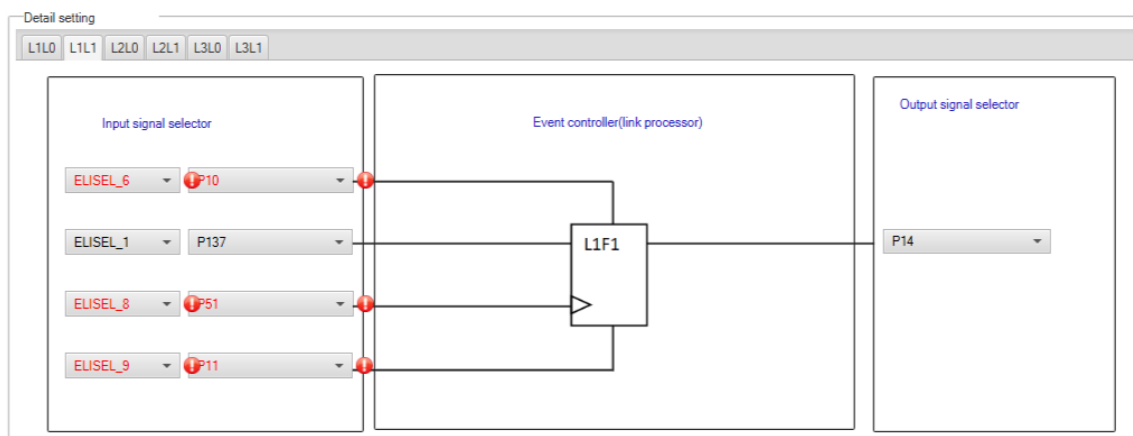 Detail setting
L1L0 L1L1 L2L0 L2L1 L3L0 L3L1
Input signal selector
Event controller(link processor)
Output signal selector
ELISEL_6 P10
ELISEL_1 P137
L1F1
P14
ELISEL_8 P51
ELISEL_9 P11